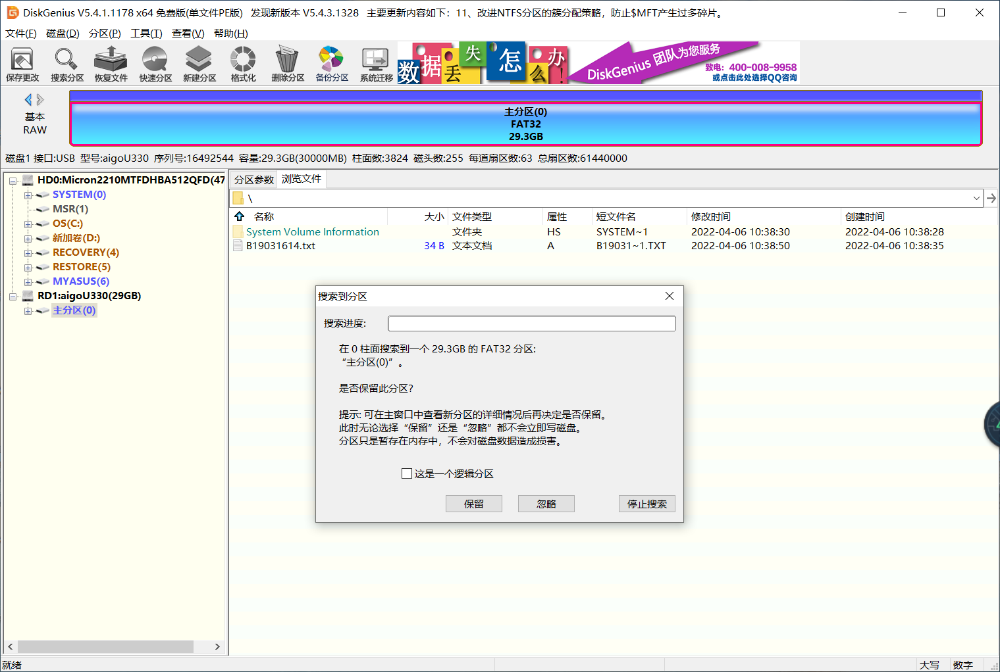 DiskGenius V5.4.1.1178 x64 免费版(单文件PE版)   发现新版本 V5.4.3.1328   主要更新内容如下：11、改进NTFS分区的簇分配策略，防止$MFT产生过多碎片。
文件(F) 磁盘(D) 分区(P) 工具(T) 查看(V) 帮助(H)
保存更改 搜索分区 恢复文件 快速分区 新建分区 格式化 删除分区 备份分区 系统迁移
数据丢失怎么办!
DiskGenius 团队为您服务
致电：400-008-9958
或点击此处选择QQ咨询
基本
RAW
主分区(0)
FAT32
29.3GB
磁盘1 接口:USB 型号:aigoU330 序列号:16492544 容量:29.3GB(30000MB) 柱面数:3824 磁头数:255 每道扇区数:63 总扇区数:61440000
HD0:Micron2210MTFDHBA512QFD(47
SYSTEM(0)
MSR(1)
OS(C:)
新加卷(D:)
RECOVERY(4)
RESTORE(5)
MYASUS(6)
RD1:aigoU330(29GB)
主分区(0)
分区参数 浏览文件
\
名称 大小 文件类型 属性 短文件名 修改时间 创建时间
System Volume Information 文件夹 HS SYSTEM~1 2022-04-06 10:38:30 2022-04-06 10:38:28
B19031614.txt 34 B 文本文档 A B19031~1.TXT 2022-04-06 10:38:50 2022-04-06 10:38:35
搜索到分区
搜索进度:
在 0 柱面搜索到一个 29.3GB 的 FAT32 分区:
“主分区(0)”。
是否保留此分区?
提示: 可在主窗口中查看新分区的详细情况后再决定是否保留。
此时无论选择“保留”还是“忽略”都不会立即写磁盘。
分区只是暂存在内存中，不会对磁盘数据造成损害。
这是一个逻辑分区
保留 忽略 停止搜索
就绪 大写 数字